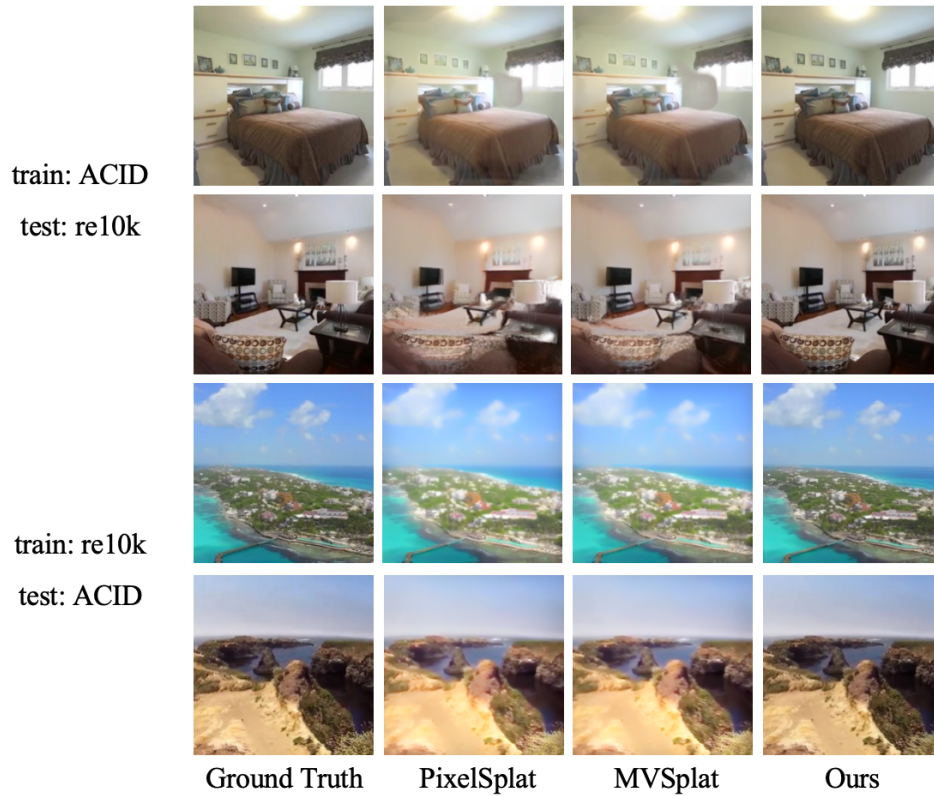 train: ACID
test: re10k
train: re10k
test: ACID
Ground Truth
PixelSplat
MVSplat
Ours